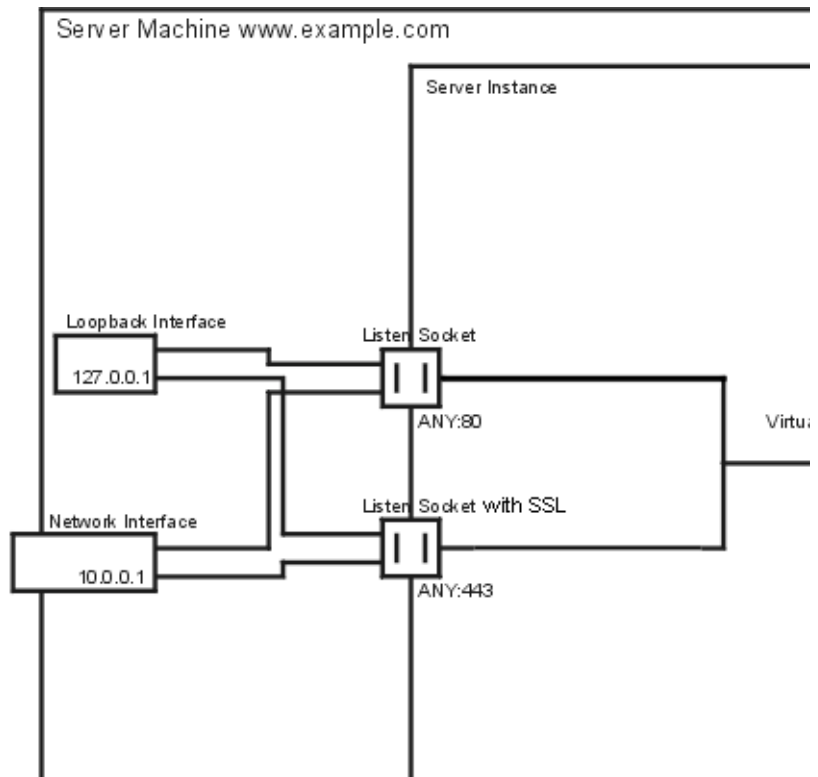 Server Machine www.example.com
Server Instance
Loopback Interface
127.0.0.1
Listen Socket
ANY:80
Listen Socket with SSL
Network Interface
10.0.0.1
ANY:443